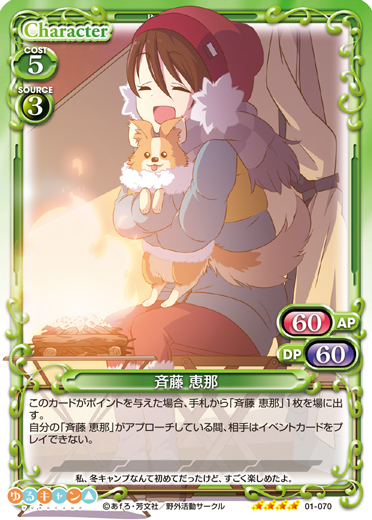 Character
COST
5
SOURCE
3
60 AP
DP 60
斉藤 恵那
このカードがポイントを与えた場合、手札から「斉藤 恵那」1枚を場に出
す。
自分の「斉藤 恵那」がアプローチしている間、相手はイベントカードをプ
レイできない。
私、冬キャンプなんて初めてだったけど、すごく楽しめたよ。
ゆるキャン△
©あfろ・芳文社／野外活動サークル
★★★★ 01-070